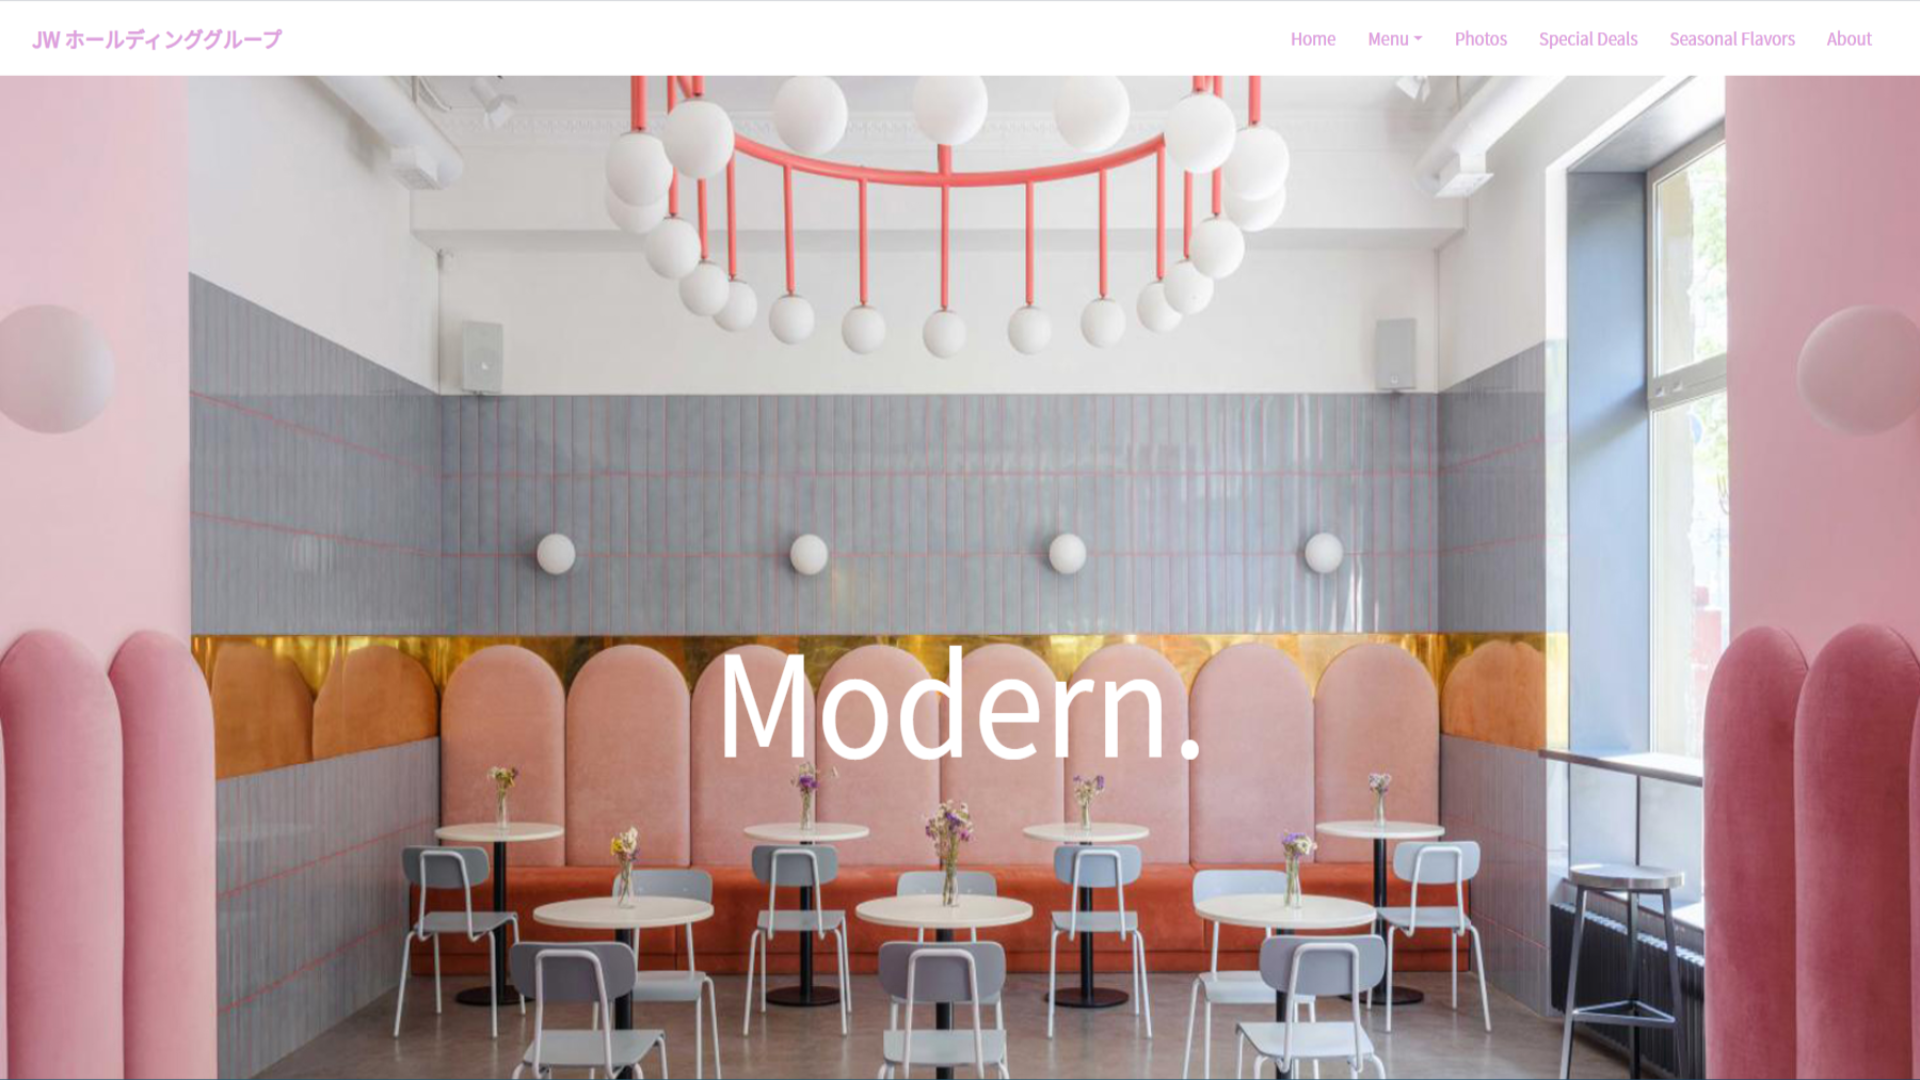 JW ホールディンググループ
Home Menu Photos Special Deals Seasonal Flavors About
Modern.